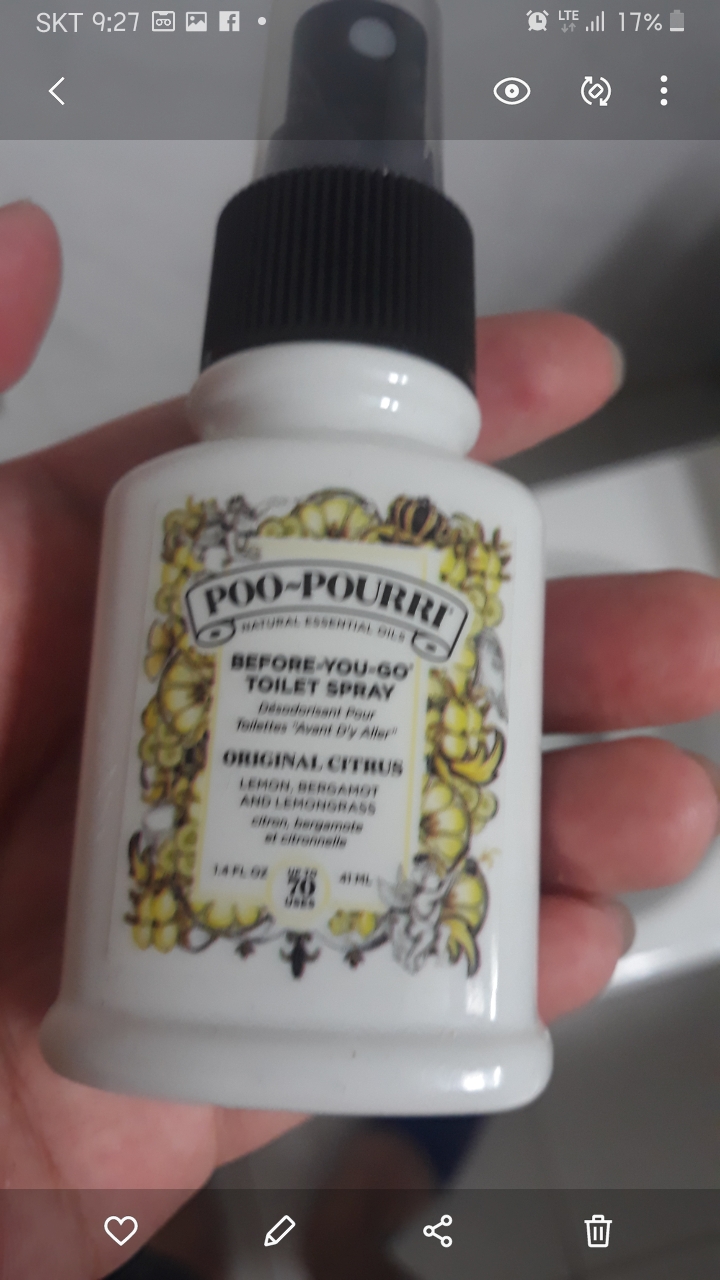 SKT 9:27
LTE
17%
POO~POURRI
NATURAL ESSENTIAL OILS
BEFORE-YOU-GO
TOILET SPRAY
Désodorisant Pour
Toilettes "Avant D'y Aller"
ORIGINAL CITRUS
LEMON, BERGAMOT
AND LEMONGRASS
citron, bergamote
et citronnelle
1.4 FL OZ
UP TO
70
USES
41 ML